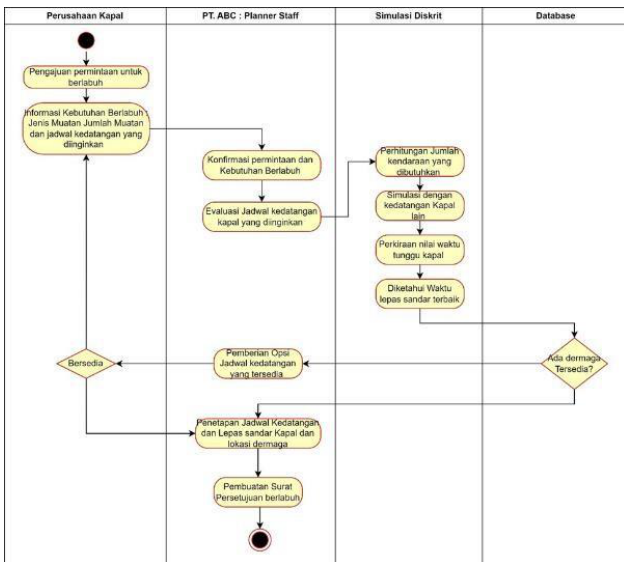 Perusahaan Kapal
PT. ABC : Planner Staff
Simulasi Diskrit
Database
Pengajuan permintaan untuk
berlabuh
Informasi Kebutuhan Berlabuh :
Jenis Muatan Jumlah Muatan
dan jadwal kedatangan yang
diinginkan
Konfirmasi permintaan dan
Kebutuhan Berlabuh
Evaluasi Jadwal kedatangan
kapal yang diinginkan
Perhitungan Jumlah
kendaraan yang
dibutuhkan
Simulasi dengan
kedatangan Kapal
lain
Perkiraan nilai waktu
tunggu kapal
Diketahui Waktu
lepas sandar terbaik
Ada dermaga
Tersedia?
Pemberian Opsi
Jadwal kedatangan
yang tersedia
Bersedia
Penetapan Jadwal Kedatangan
dan Lepas sandar Kapal dan
lokasi dermaga
Pembuatan Surat
Persetujuan berlabuh